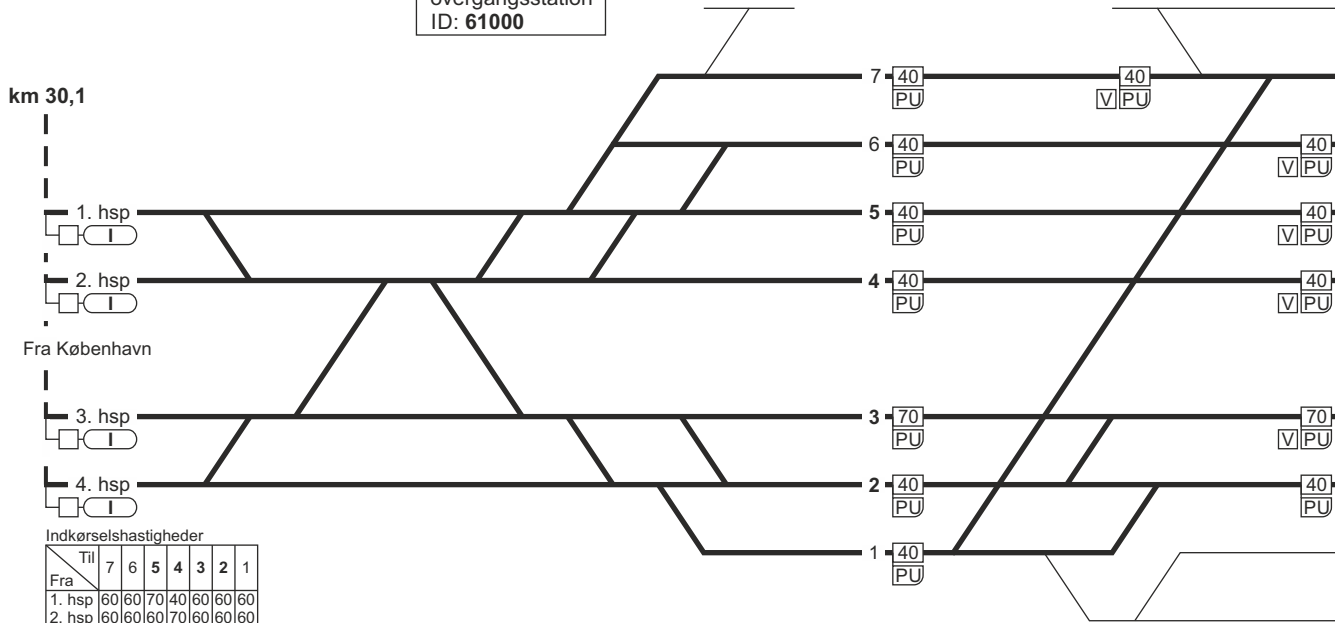 overgangsstation
ID: 61000
km 30,1
7 40 40
PU V PU
6 40 40
PU V PU
1. hsp 5 40 40
I PU V PU
2. hsp 4 40 40
I PU V PU
Fra København
3. hsp 3 70 70
I PU V PU
4. hsp 2 40 40
I PU PU
Indkørselshastigheder
1 40
PU
Til 7 6 5 4 3 2 1
Fra
1. hsp 60 60 70 40 60 60 60
2. hsp 60 60 60 70 60 60 60